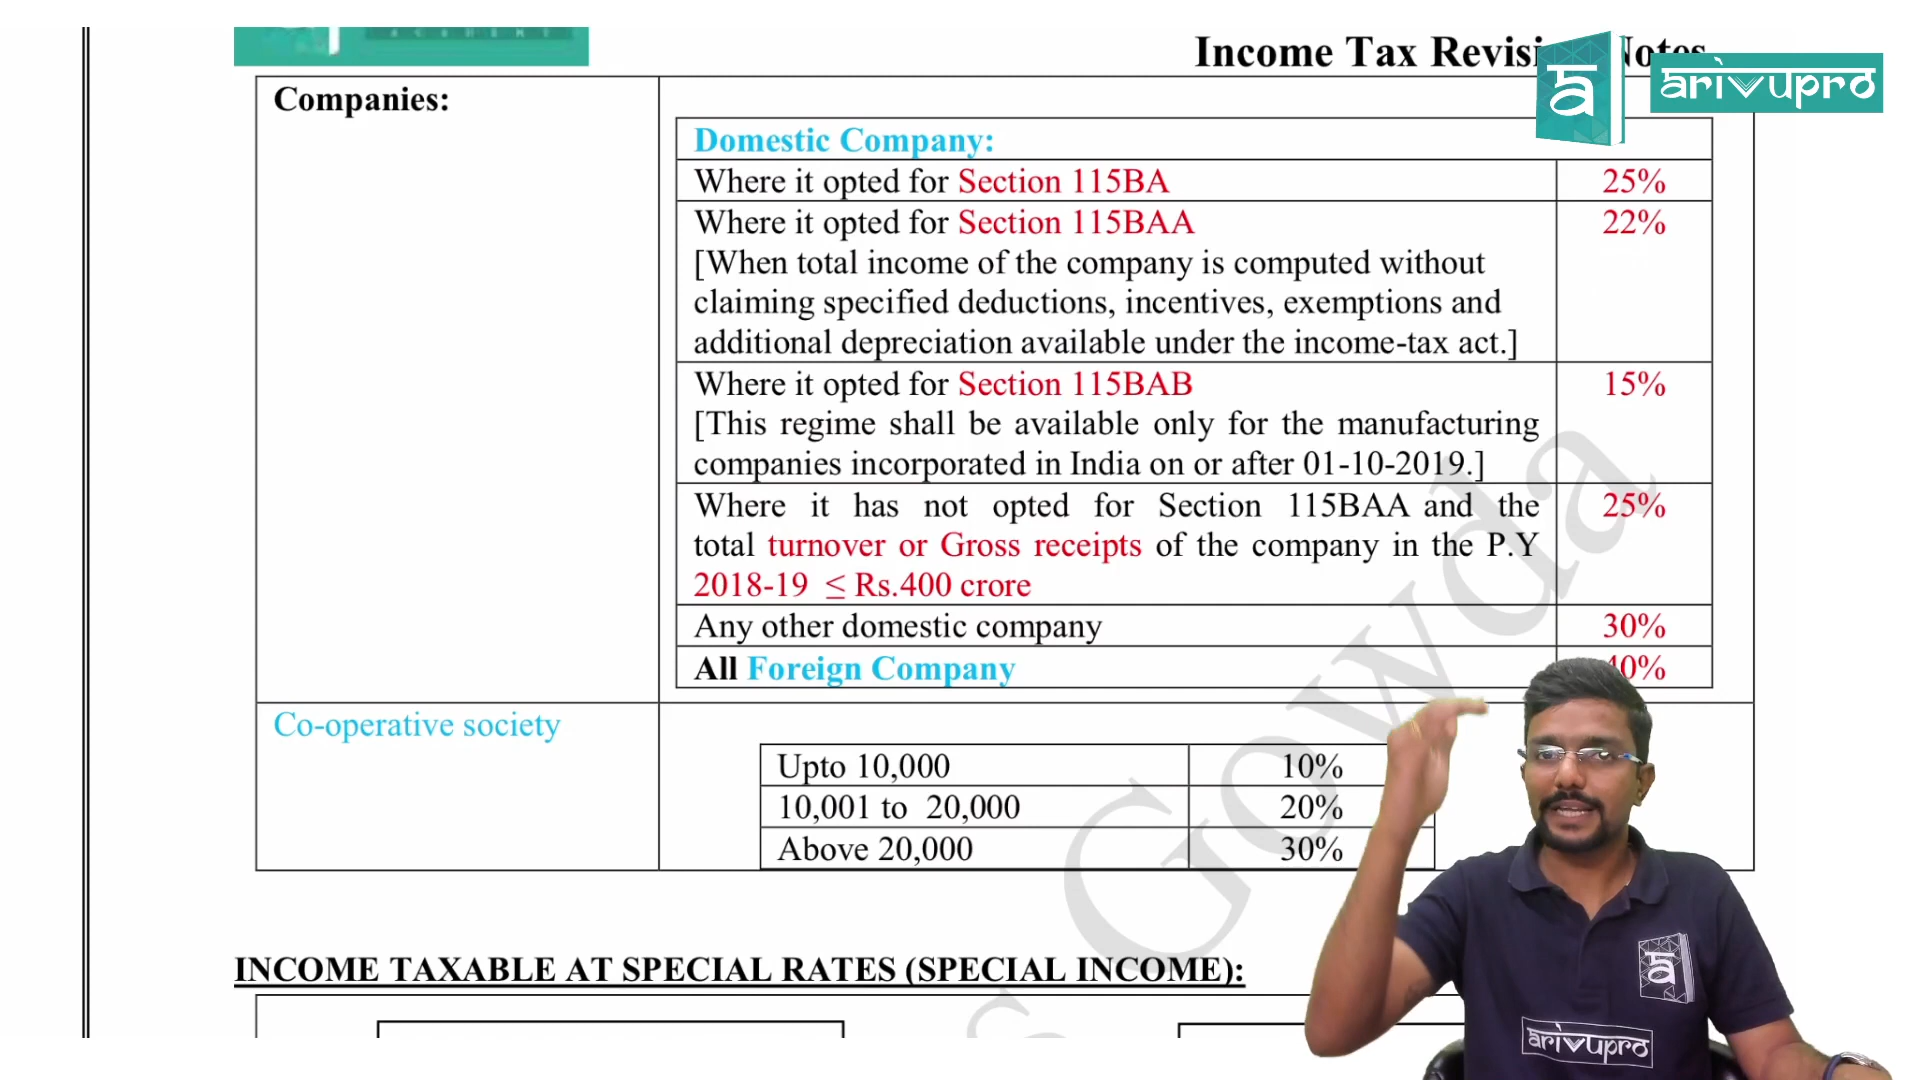 ACADEMY
Income Tax Revision Notes
ā
arivupro
Companies:
Domestic Company:
Where it opted for Section 115BA
25%
Where it opted for Section 115BAA
22%
[When total income of the company is computed without
claiming specified deductions, incentives, exemptions and
additional depreciation available under the income-tax act.]
Where it opted for Section 115BAB
15%
[This regime shall be available only for the manufacturing
companies incorporated in India on or after 01-10-2019.]
Where it has not opted for Section 115BAA and the
25%
total turnover or Gross receipts of the company in the P.Y
2018-19 ≤ Rs.400 crore
Any other domestic company
30%
All Foreign Company
40%
Co-operative society
Upto 10,000
10%
10,001 to 20,000
20%
Above 20,000
30%
Gowda
INCOME TAXABLE AT SPECIAL RATES (SPECIAL INCOME):
ā
arivupro